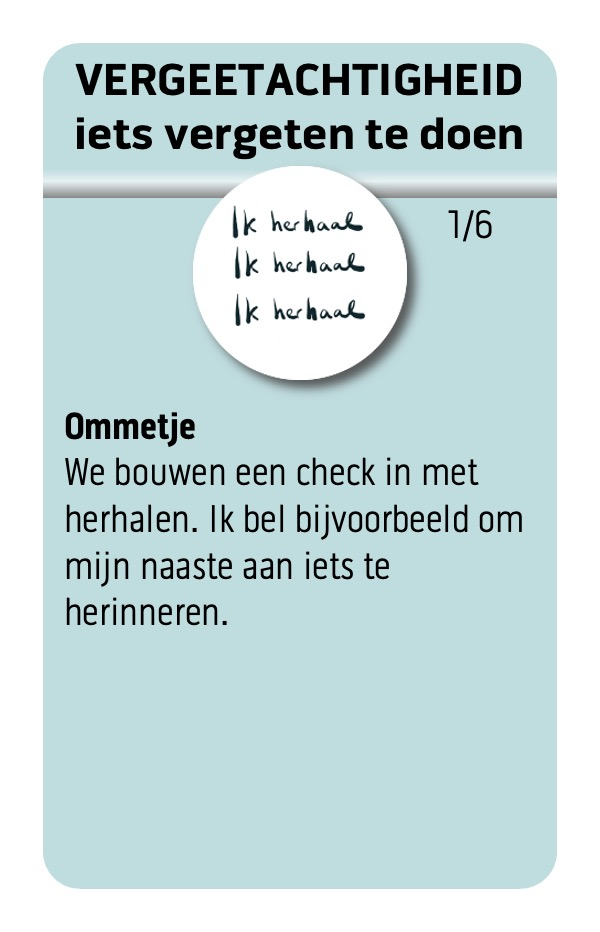 VERGEETACHTIGHEID
iets vergeten te doen
Ik herhaal
Ik herhaal
Ik herhaal
1/6
Ommetje
We bouwen een check in met
herhalen. Ik bel bijvoorbeeld om
mijn naaste aan iets te
herinneren.